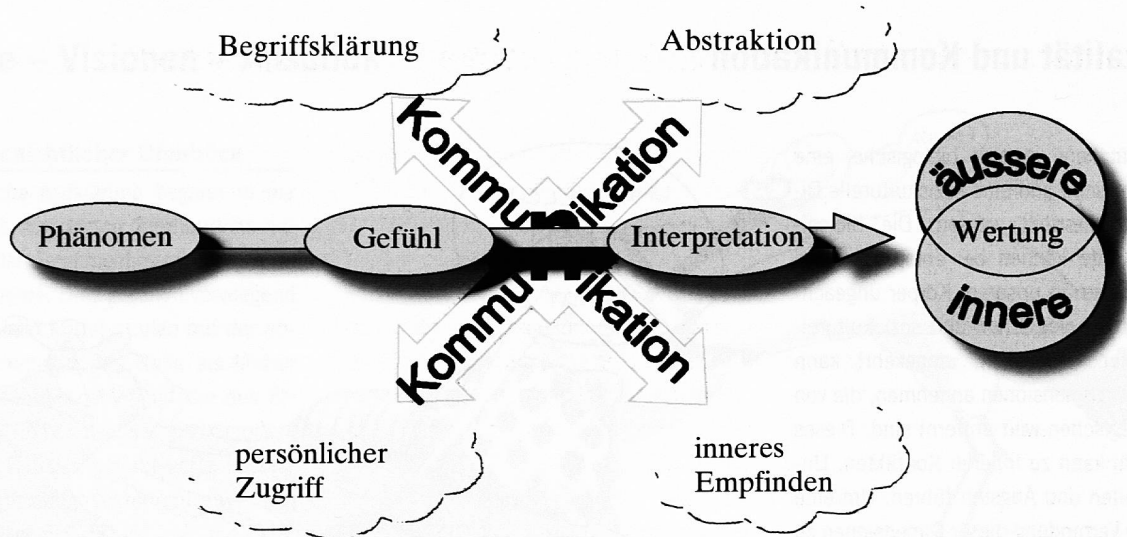 Begriffsklärung
Abstraktion
Kommunikation
Phänomen
Gefühl
Interpretation
äussere
Wertung
innere
Kommunikation
persönlicher
Zugriff
inneres
Empfinden